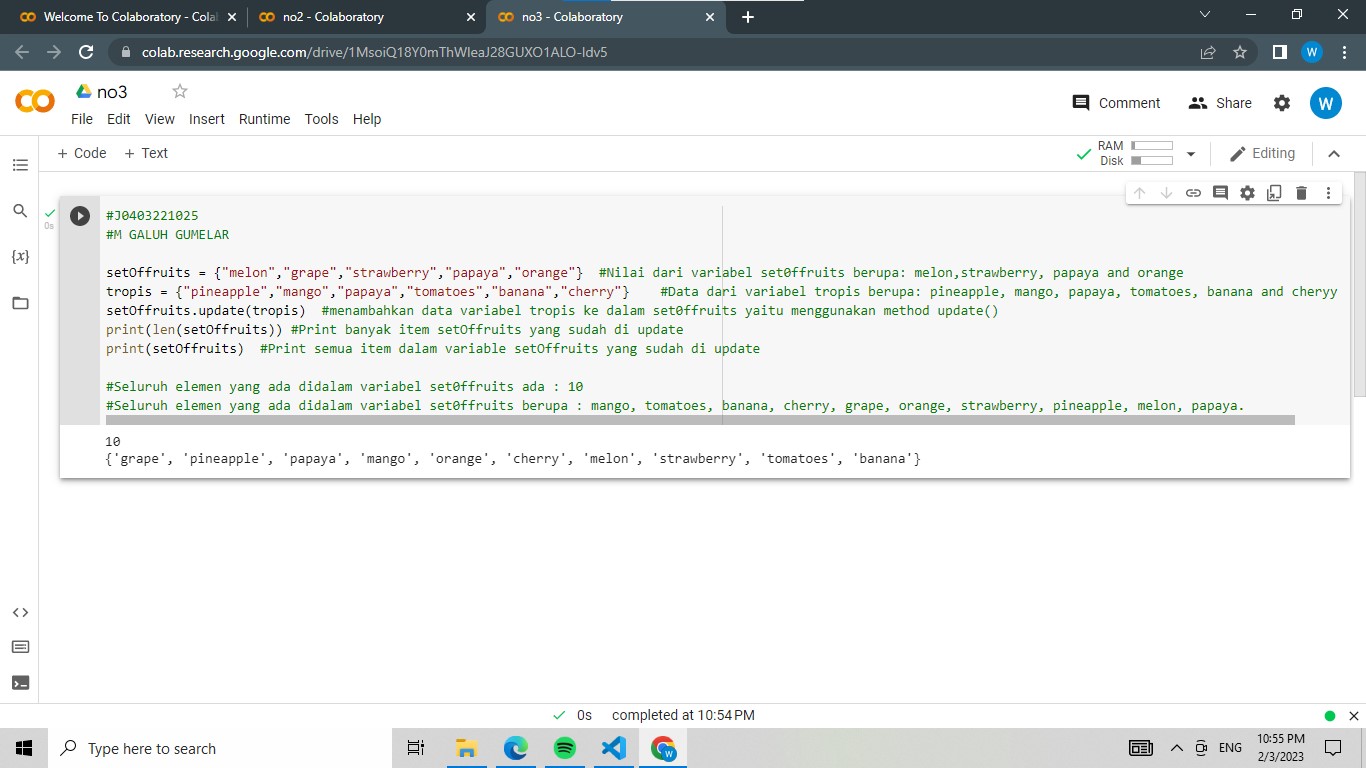 Welcome To Colaboratory - Cola
no2 - Colaboratory
no3 - Colaboratory
colab.research.google.com/drive/1MsoiQ18Y0mThWleaJ28GUXO1ALO-Idv5
W
no3
File Edit View Insert Runtime Tools Help
Comment
Share
W
+ Code + Text
RAM
Disk
Editing
{x}
0s
#J0403221025
#M GALUH GUMELAR
setOffruits = {"melon","grape","strawberry","papaya","orange"} #Nilai dari variabel set0ffruits berupa: melon,strawberry, papaya and orange
tropis = {"pineapple","mango","papaya","tomatoes","banana","cherry"} #Data dari variabel tropis berupa: pineapple, mango, papaya, tomatoes, banana and cheryy
setOffruits.update(tropis) #menambahkan data variabel tropis ke dalam set0ffruits yaitu menggunakan method update()
print(len(setOffruits)) #Print banyak item setOffruits yang sudah di update
print(setOffruits) #Print semua item dalam variable setOffruits yang sudah di update
#Seluruh elemen yang ada didalam variabel set0ffruits ada : 10
#Seluruh elemen yang ada didalam variabel set0ffruits berupa : mango, tomatoes, banana, cherry, grape, orange, strawberry, pineapple, melon, papaya.
10
{'grape', 'pineapple', 'papaya', 'mango', 'orange', 'cherry', 'melon', 'strawberry', 'tomatoes', 'banana'}
0s completed at 10:54 PM
Type here to search
W
ENG
10:55 PM
2/3/2023